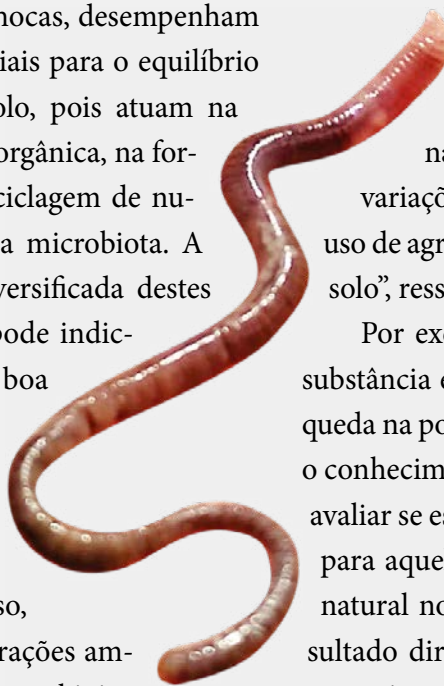 nocas, desempenham
iais para o equilíbrio
olo, pois atuam na
orgânica, na for-
ciclagem de nu-
a microbiota. A
versificada destes
pode indic-
boa
so,
rações am-
na
variaçõ
uso de agr
solo”, ress
Por exe
substância e
queda na po
o conhecim
avaliar se es
para aque
natural no
sultado dir